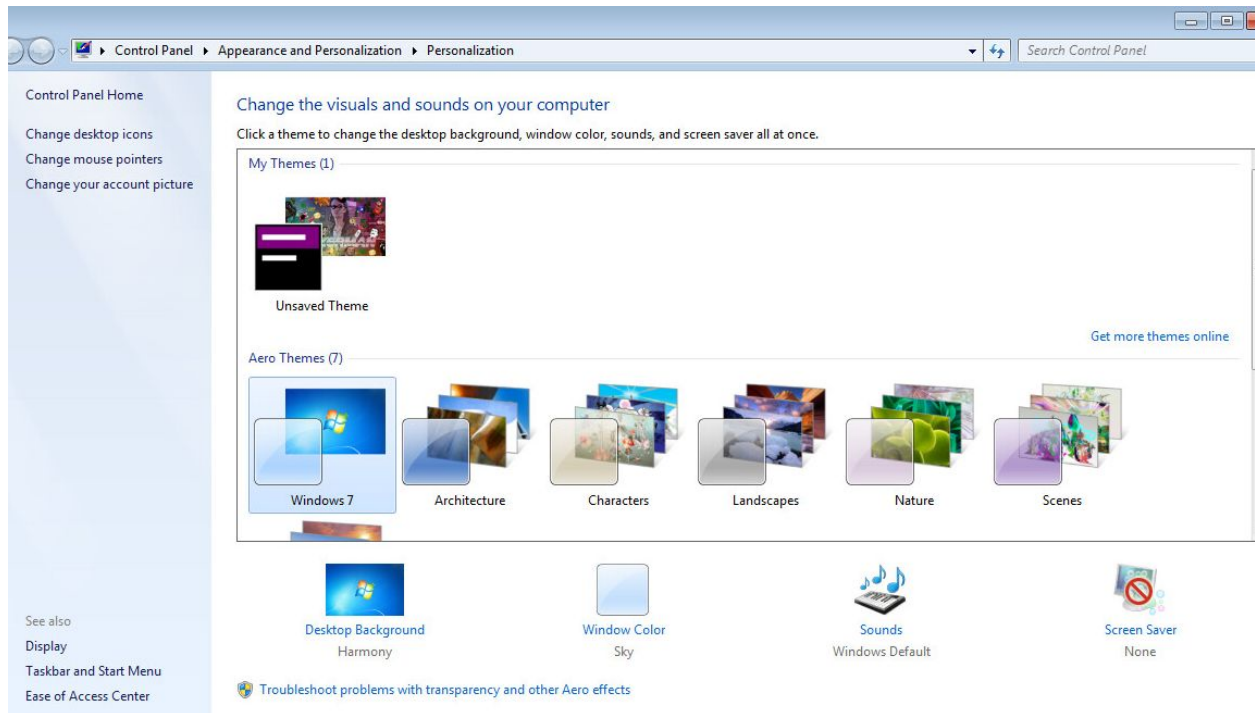 Control Panel ▸ Appearance and Personalization ▸ Personalization
Search Control Panel
Control Panel Home
Change desktop icons
Change mouse pointers
Change your account picture
See also
Display
Taskbar and Start Menu
Ease of Access Center
Change the visuals and sounds on your computer
Click a theme to change the desktop background, window color, sounds, and screen saver all at once.
My Themes (1)
Unsaved Theme
Get more themes online
Aero Themes (7)
Windows 7 Architecture Characters Landscapes Nature Scenes
Desktop Background Window Color Sounds Screen Saver
Harmony Sky Windows Default None
Troubleshoot problems with transparency and other Aero effects